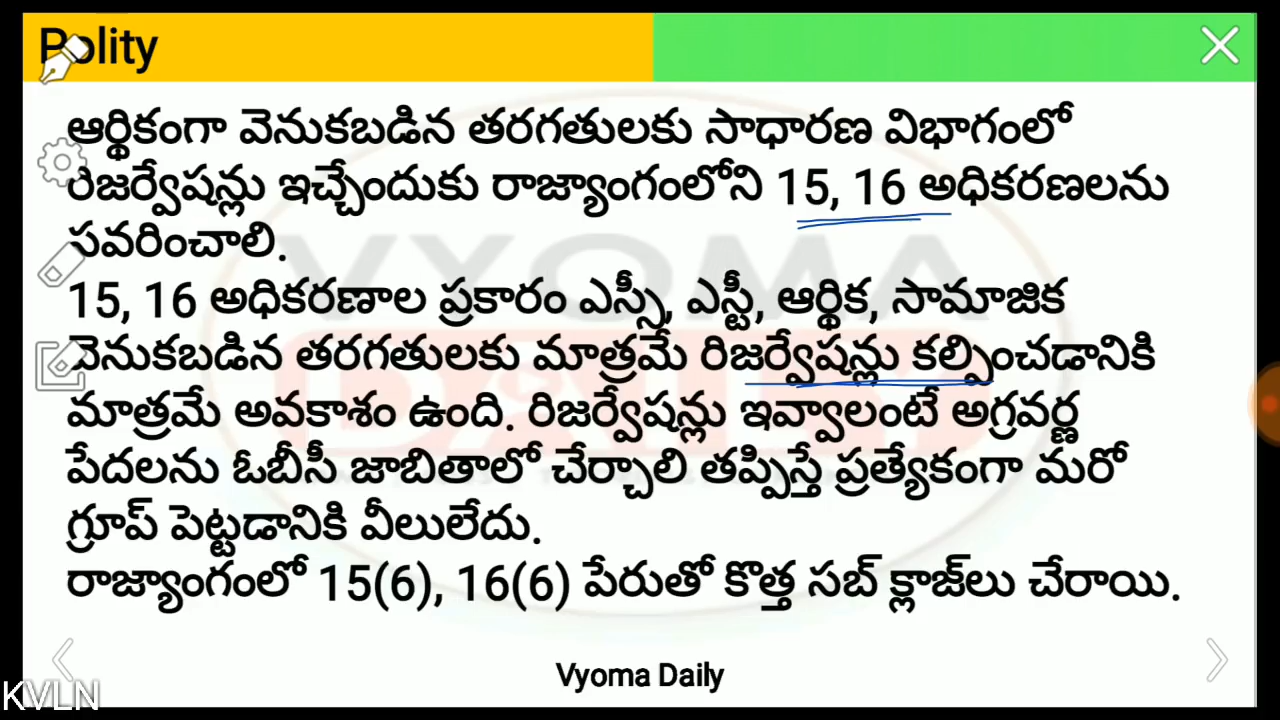 Polity
ఆర్థికంగా వెనుకబడిన తరగతులకు సాధారణ విభాగంలో
రిజర్వేషన్లు ఇచ్చేందుకు రాజ్యాంగంలోని 15, 16 అధికరణలను
సవరించాలి.
15, 16 అధికరణాల ప్రకారం ఎస్సీ, ఎస్టీ, ఆర్థిక, సామాజిక
వెనుకబడిన తరగతులకు మాత్రమే రిజర్వేషన్లు కల్పించడానికి
మాత్రమే అవకాశం ఉంది. రిజర్వేషన్లు ఇవ్వాలంటే అగ్రవర్ణ
పేదలను ఓబీసీ జాబితాలో చేర్చాలి తప్పిస్తే ప్రత్యేకంగా మరో
గ్రూప్ పెట్టడానికి వీలులేదు.
రాజ్యాంగంలో 15(6), 16(6) పేరుతో కొత్త సబ్ క్లాజ్‌లు చేరాయి.
Vyoma Daily
KVLN